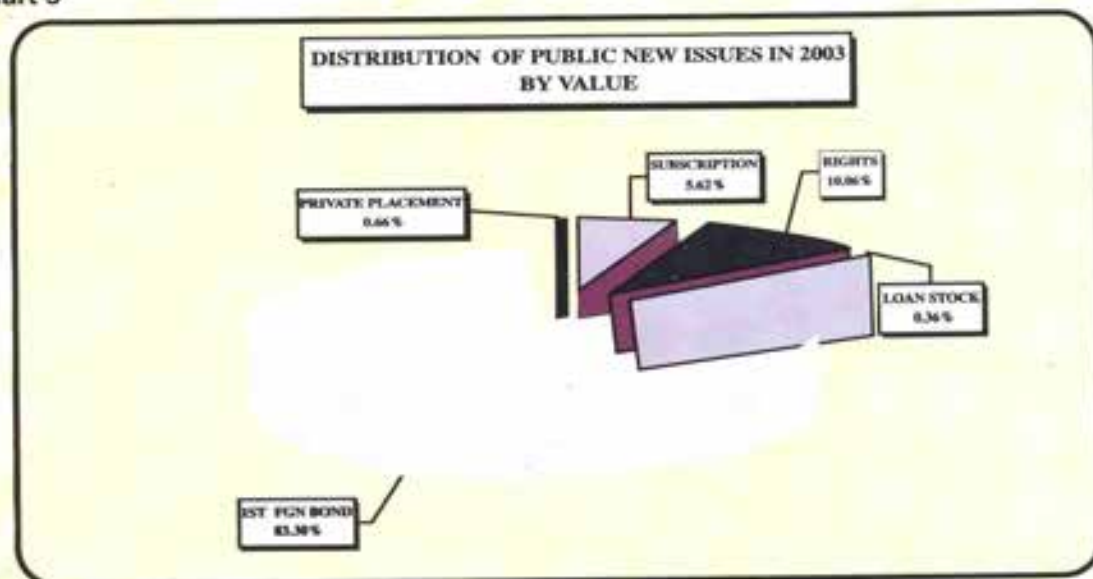 DISTRIBUTION OF PUBLIC NEW ISSUES IN 2003
BY VALUE
SUBSCRIPTION
5.62%
RIGHTS
10.06%
PRIVATE PLACEMENT
0.66%
LOAN STOCK
0.36%
IST FGN BOND
83.30%